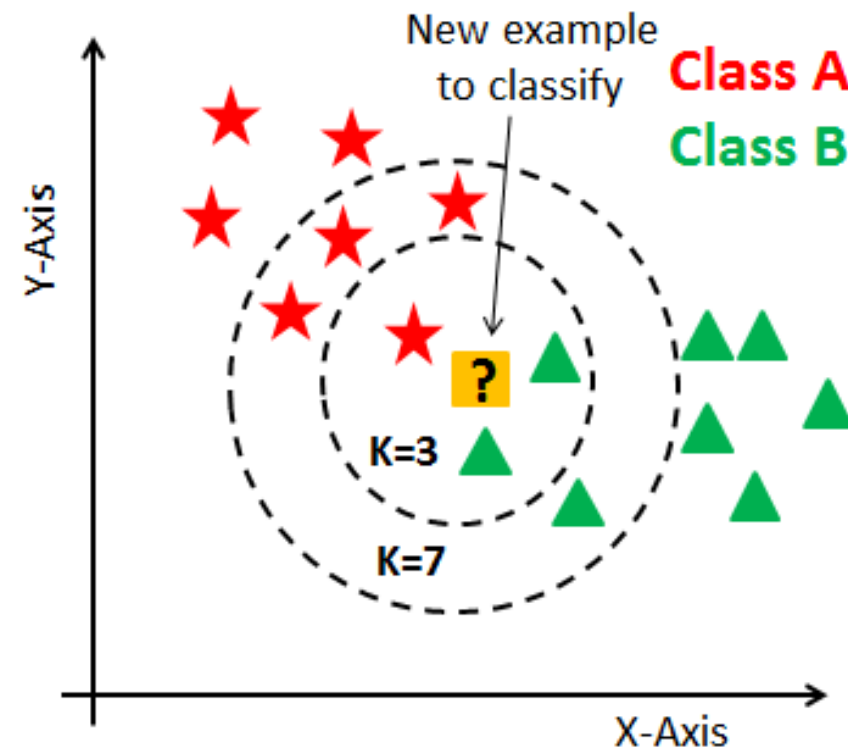 New example
to classify
Class A
Class B
Y-Axis
?
K=3
K=7
X-Axis